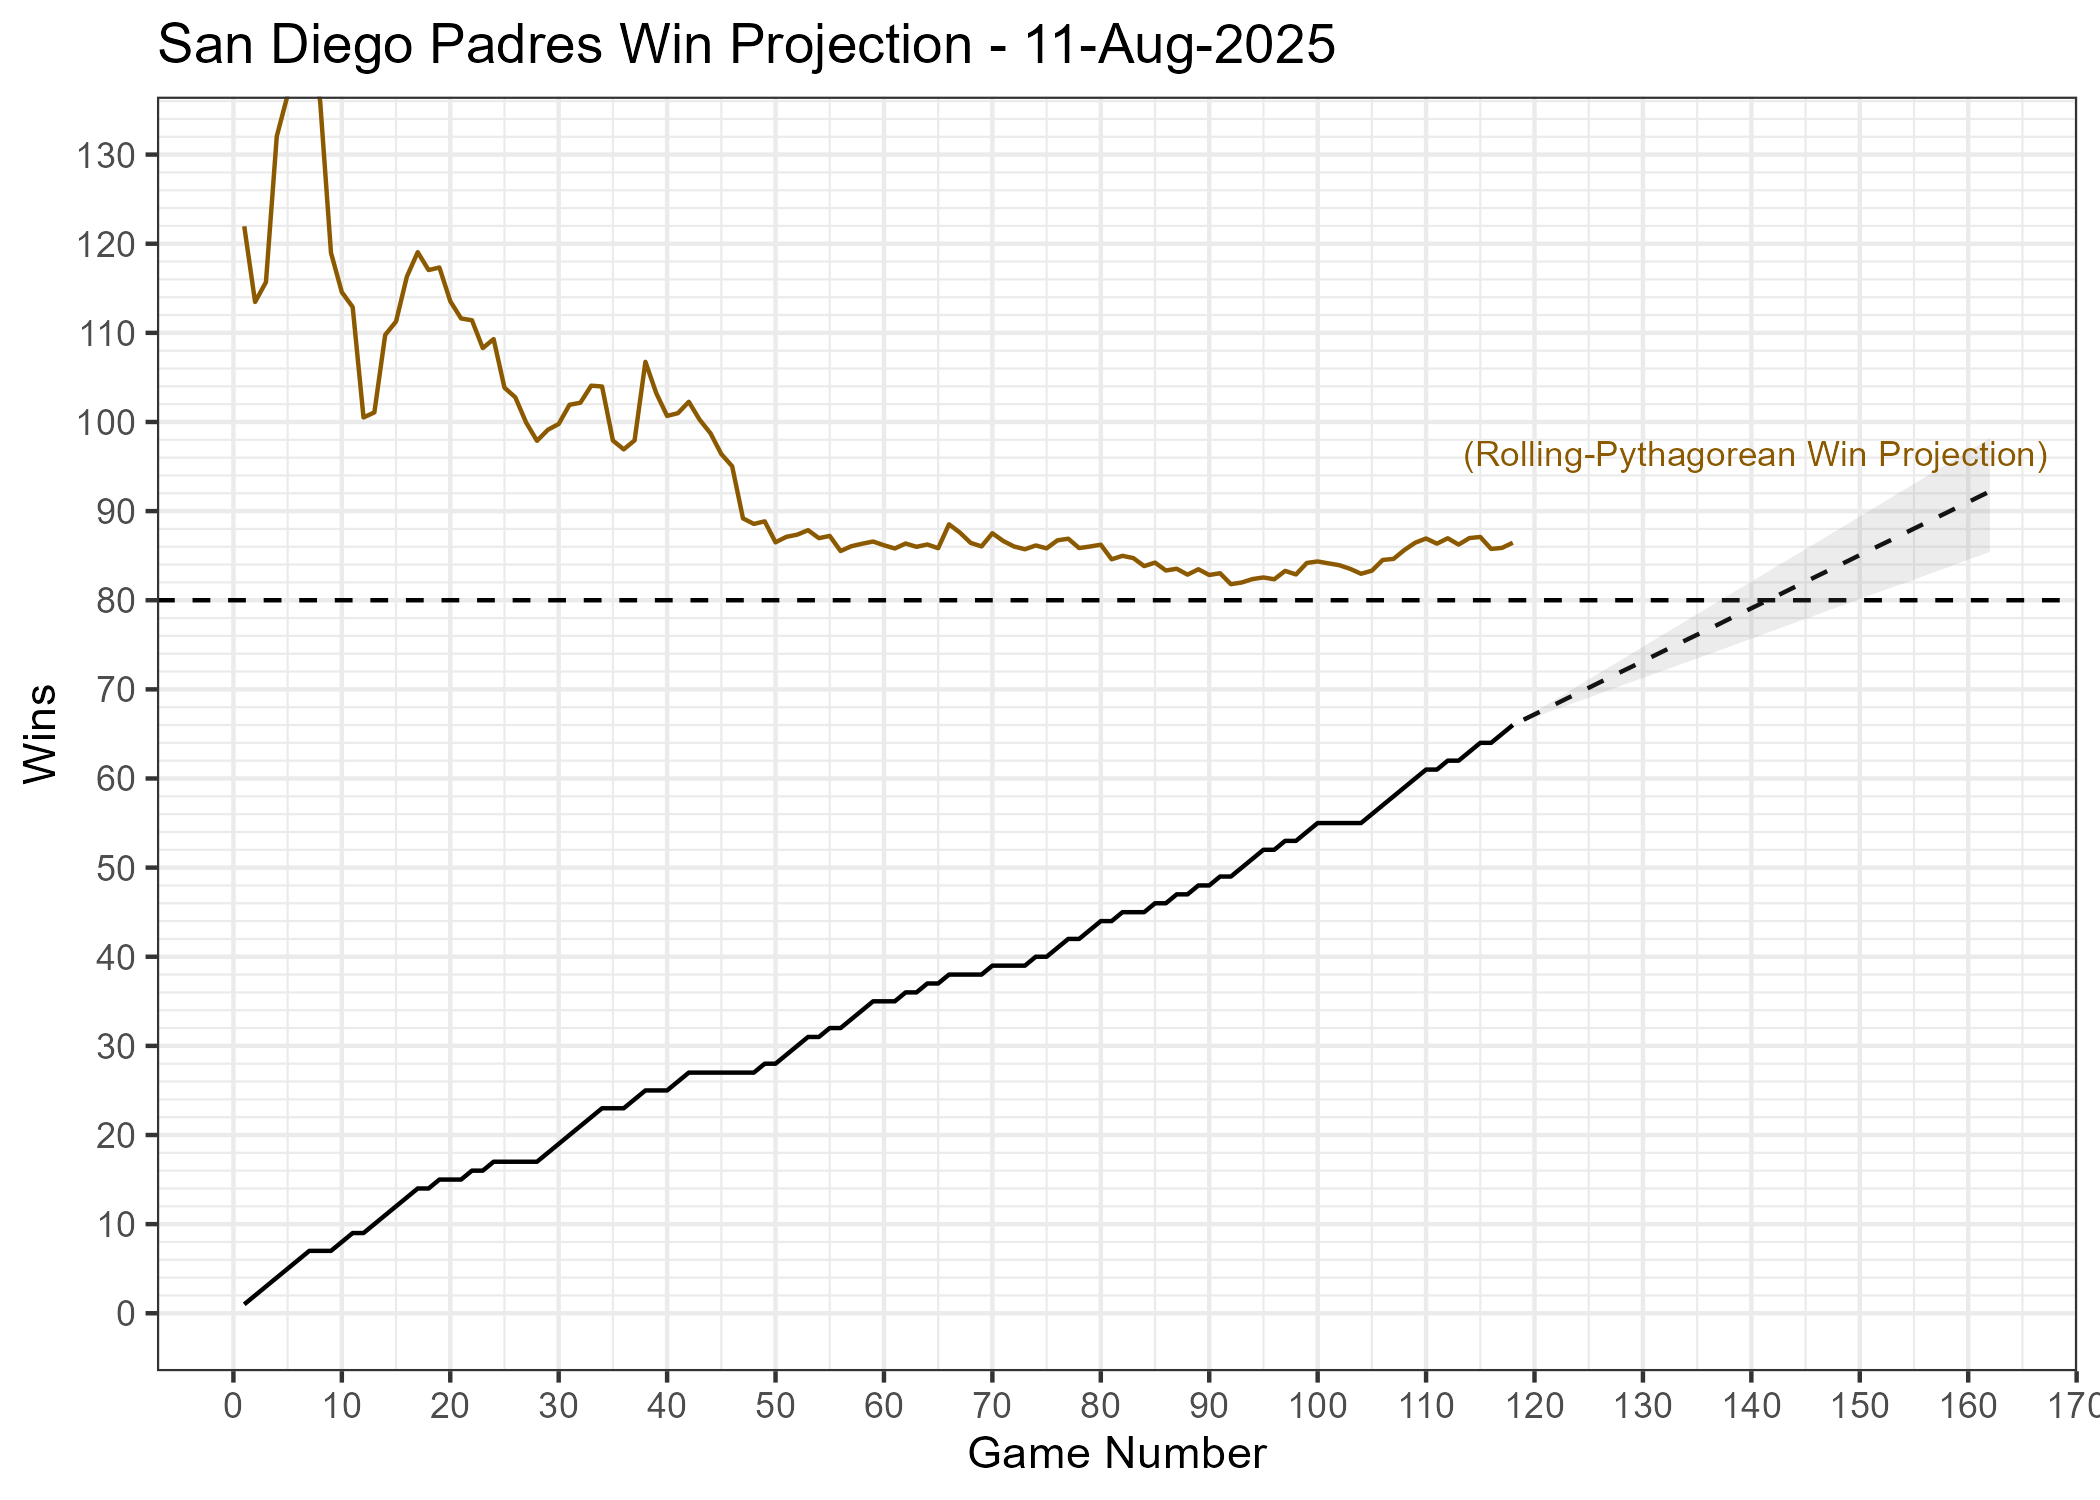 San Diego Padres Win Projection - 11-Aug-2025
130
120
110
100
90
80
70
60
50
40
30
20
10
0
Wins
(Rolling-Pythagorean Win Projection)
0 10 20 30 40 50 60 70 80 90 100 110 120 130 140 150 160 170
Game Number